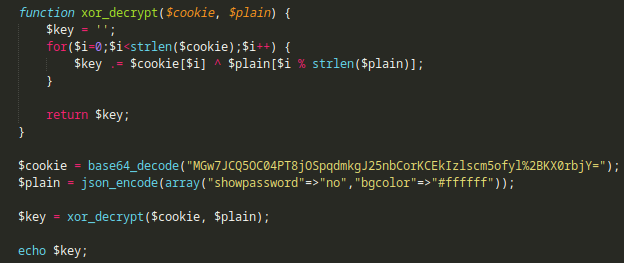 function xor_decrypt($cookie, $plain) {
$key = '';
for($i=0;$i<strlen($cookie);$i++) {
$key .= $cookie[$i] ^ $plain[$i % strlen($plain)];
}
return $key;
}
$cookie = base64_decode("MGw7JCQ5OC04PT8jOSpqdmkgJ25nbCorKCEkIzlscm5ofyl%2BKX0rbjY=");
$plain = json_encode(array("showpassword"=>"no","bgcolor"=>"#ffffff"));
$key = xor_decrypt($cookie, $plain);
echo $key;